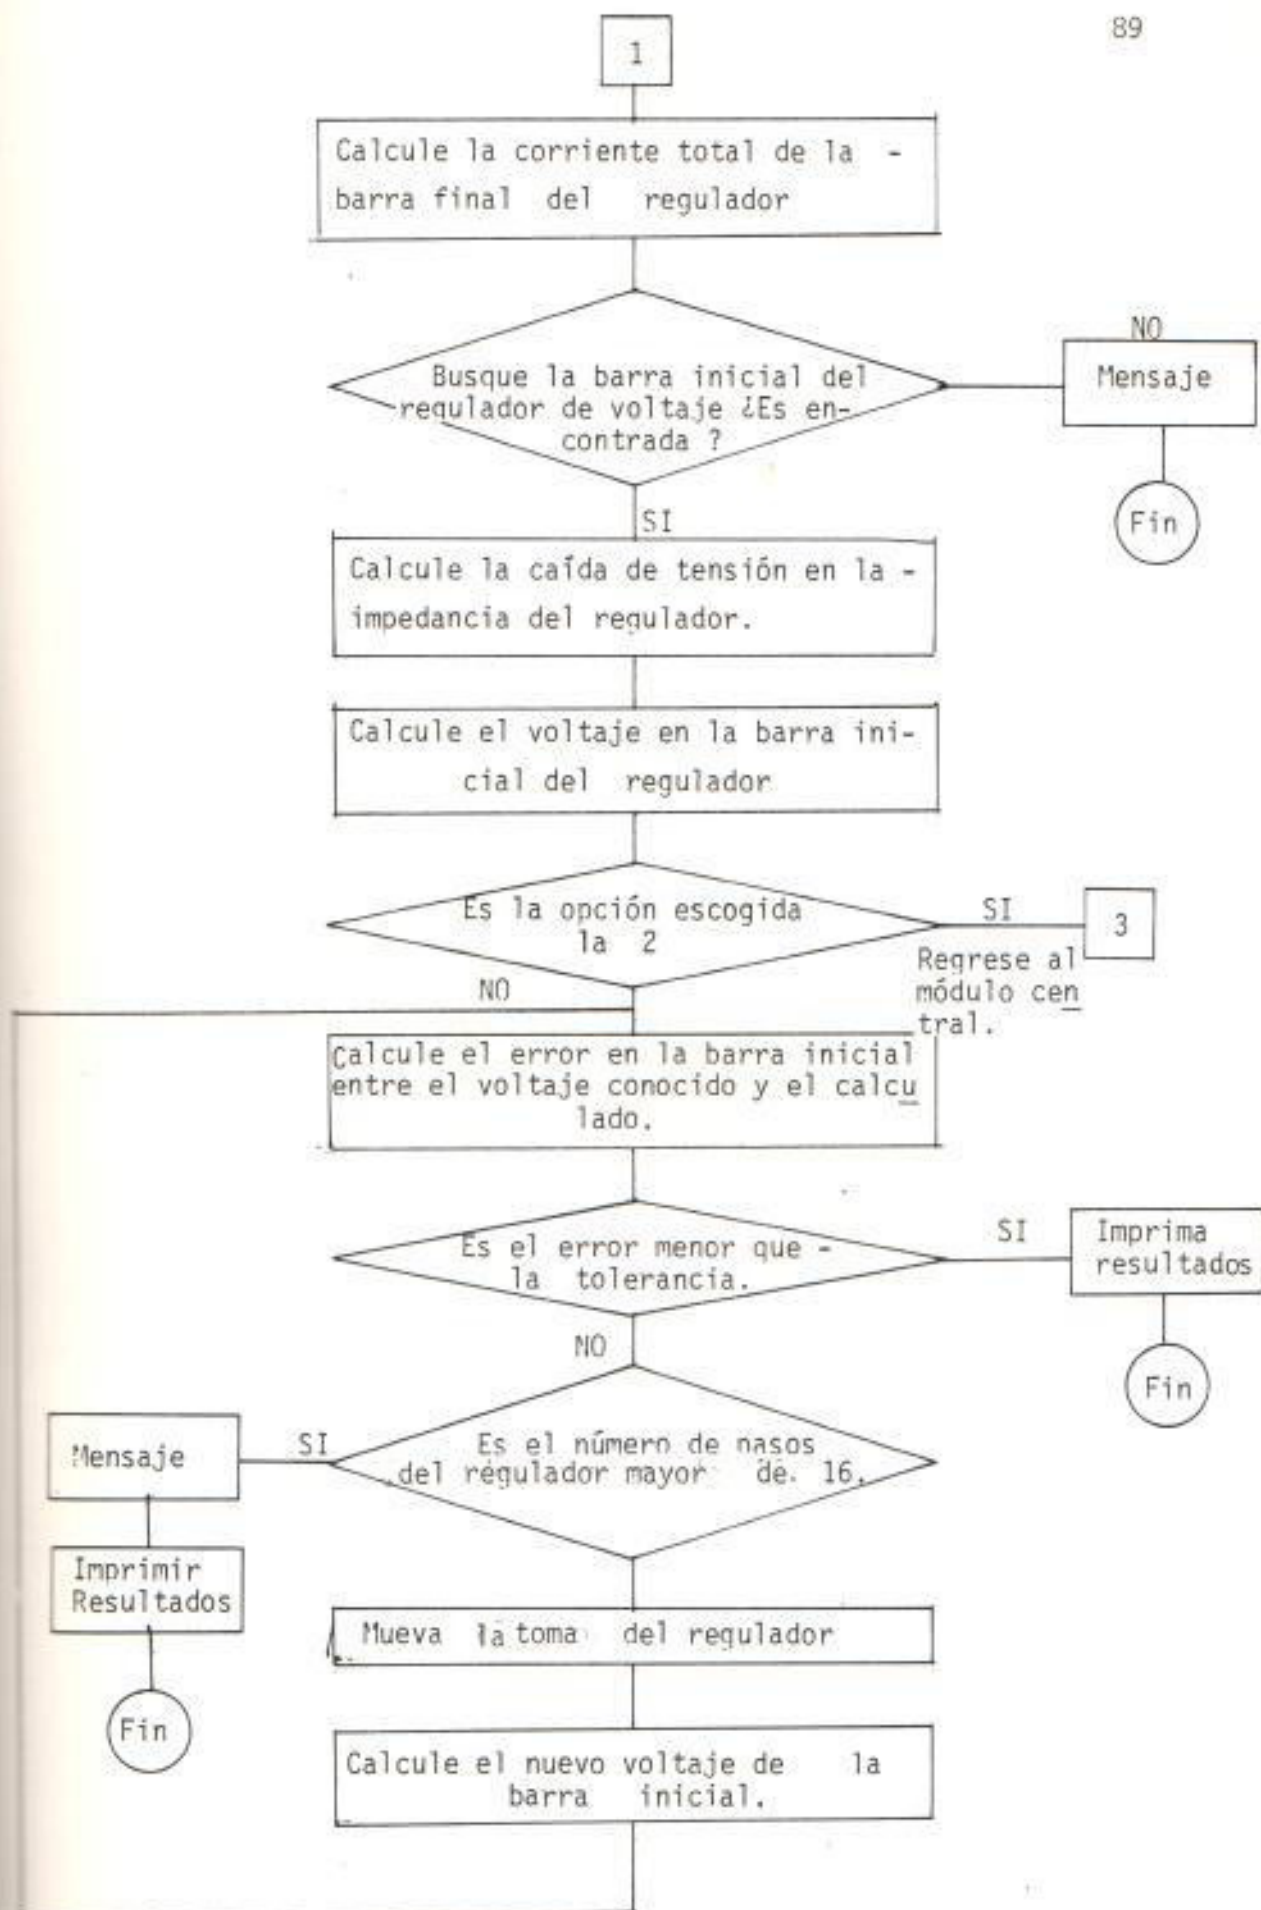 89
1
Calcule la corriente total de la -
barra final del regulador
Busque la barra inicial del
regulador de voltaje ¿Es en-
contrada ?
NO
Mensaje
Fin
SI
Calcule la caída de tensión en la -
impedancia del regulador.
Calcule el voltaje en la barra ini-
cial del regulador
Es la opción escogida
la 2
SI
3
Regrese al
módulo cen
tral.
NO
Calcule el error en la barra inicial
entre el voltaje conocido y el calcu
lado.
Es el error menor que -
la tolerancia.
SI
Imprima
resultados
Fin
NO
Es el número de pasos
del regulador mayor de 16.
SI
Mensaje
Imprimir
Resultados
Fin
Mueva la toma del regulador
Calcule el nuevo voltaje de la
barra inicial.